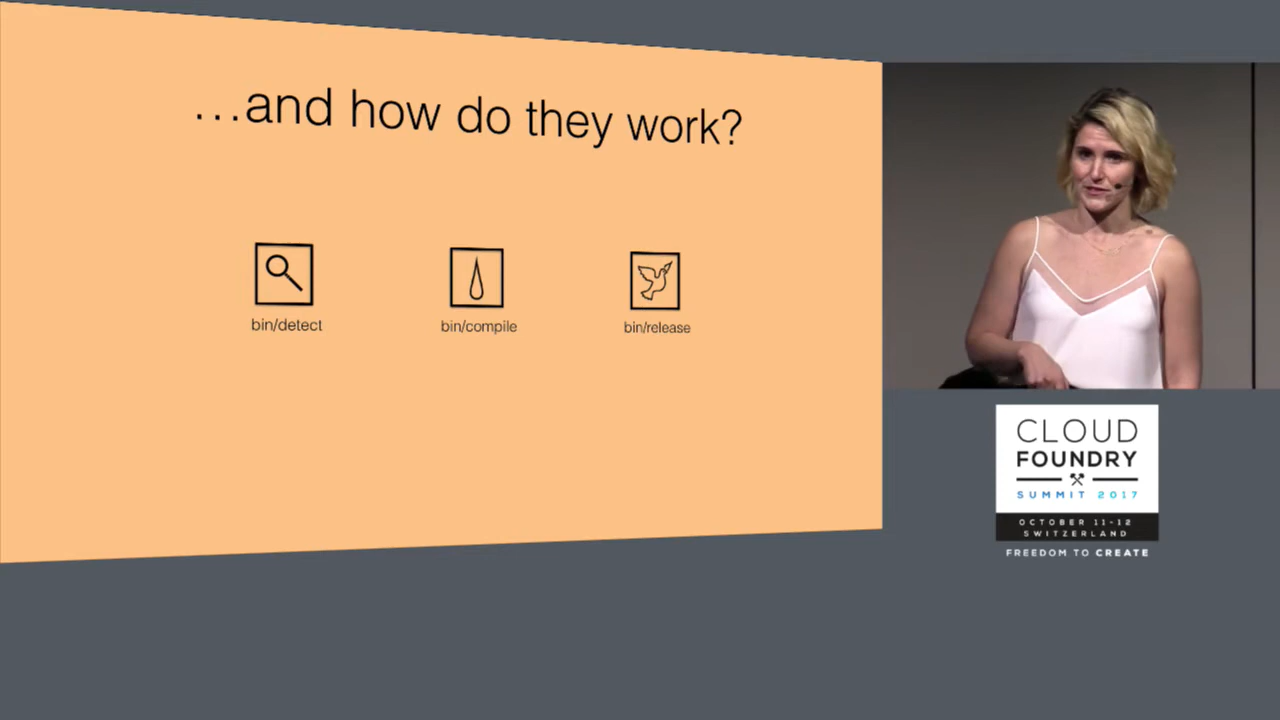 …and how do they work?
bin/detect
bin/compile
bin/release
CLOUD
FOUNDRY
SUMMIT 2017
OCTOBER 11-12
SWITZERLAND
FREEDOM TO CREATE